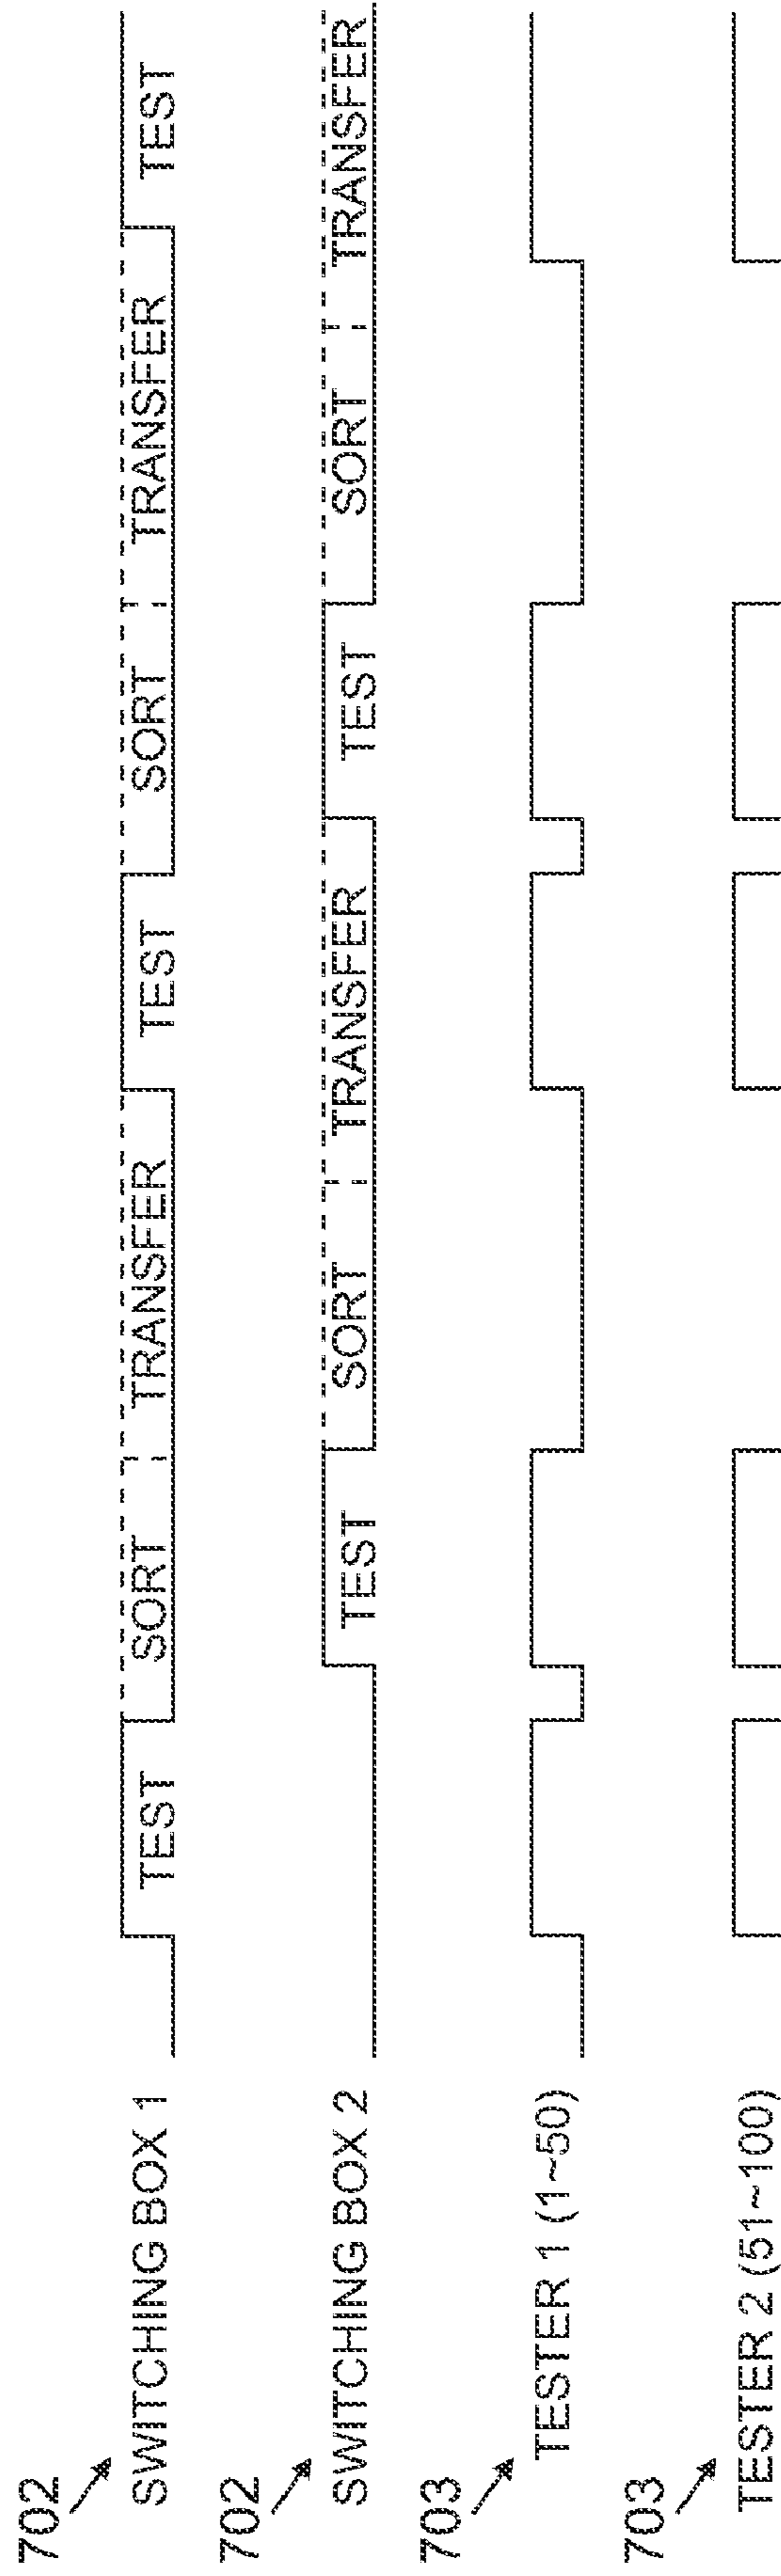 702
SWITCHING BOX 1
TEST
SORT
TRANSFER
TEST
SORT
TRANSFER
TEST
702
SWITCHING BOX 2
TEST
SORT
TRANSFER
TEST
SORT
TRANSFER
703
TESTER 1 (1~50)
703
TESTER 2 (51~100)